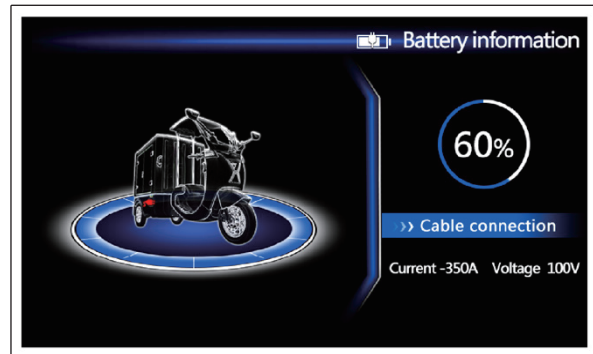 Battery information
60%
›› Cable connection
Current -350A Voltage 100V